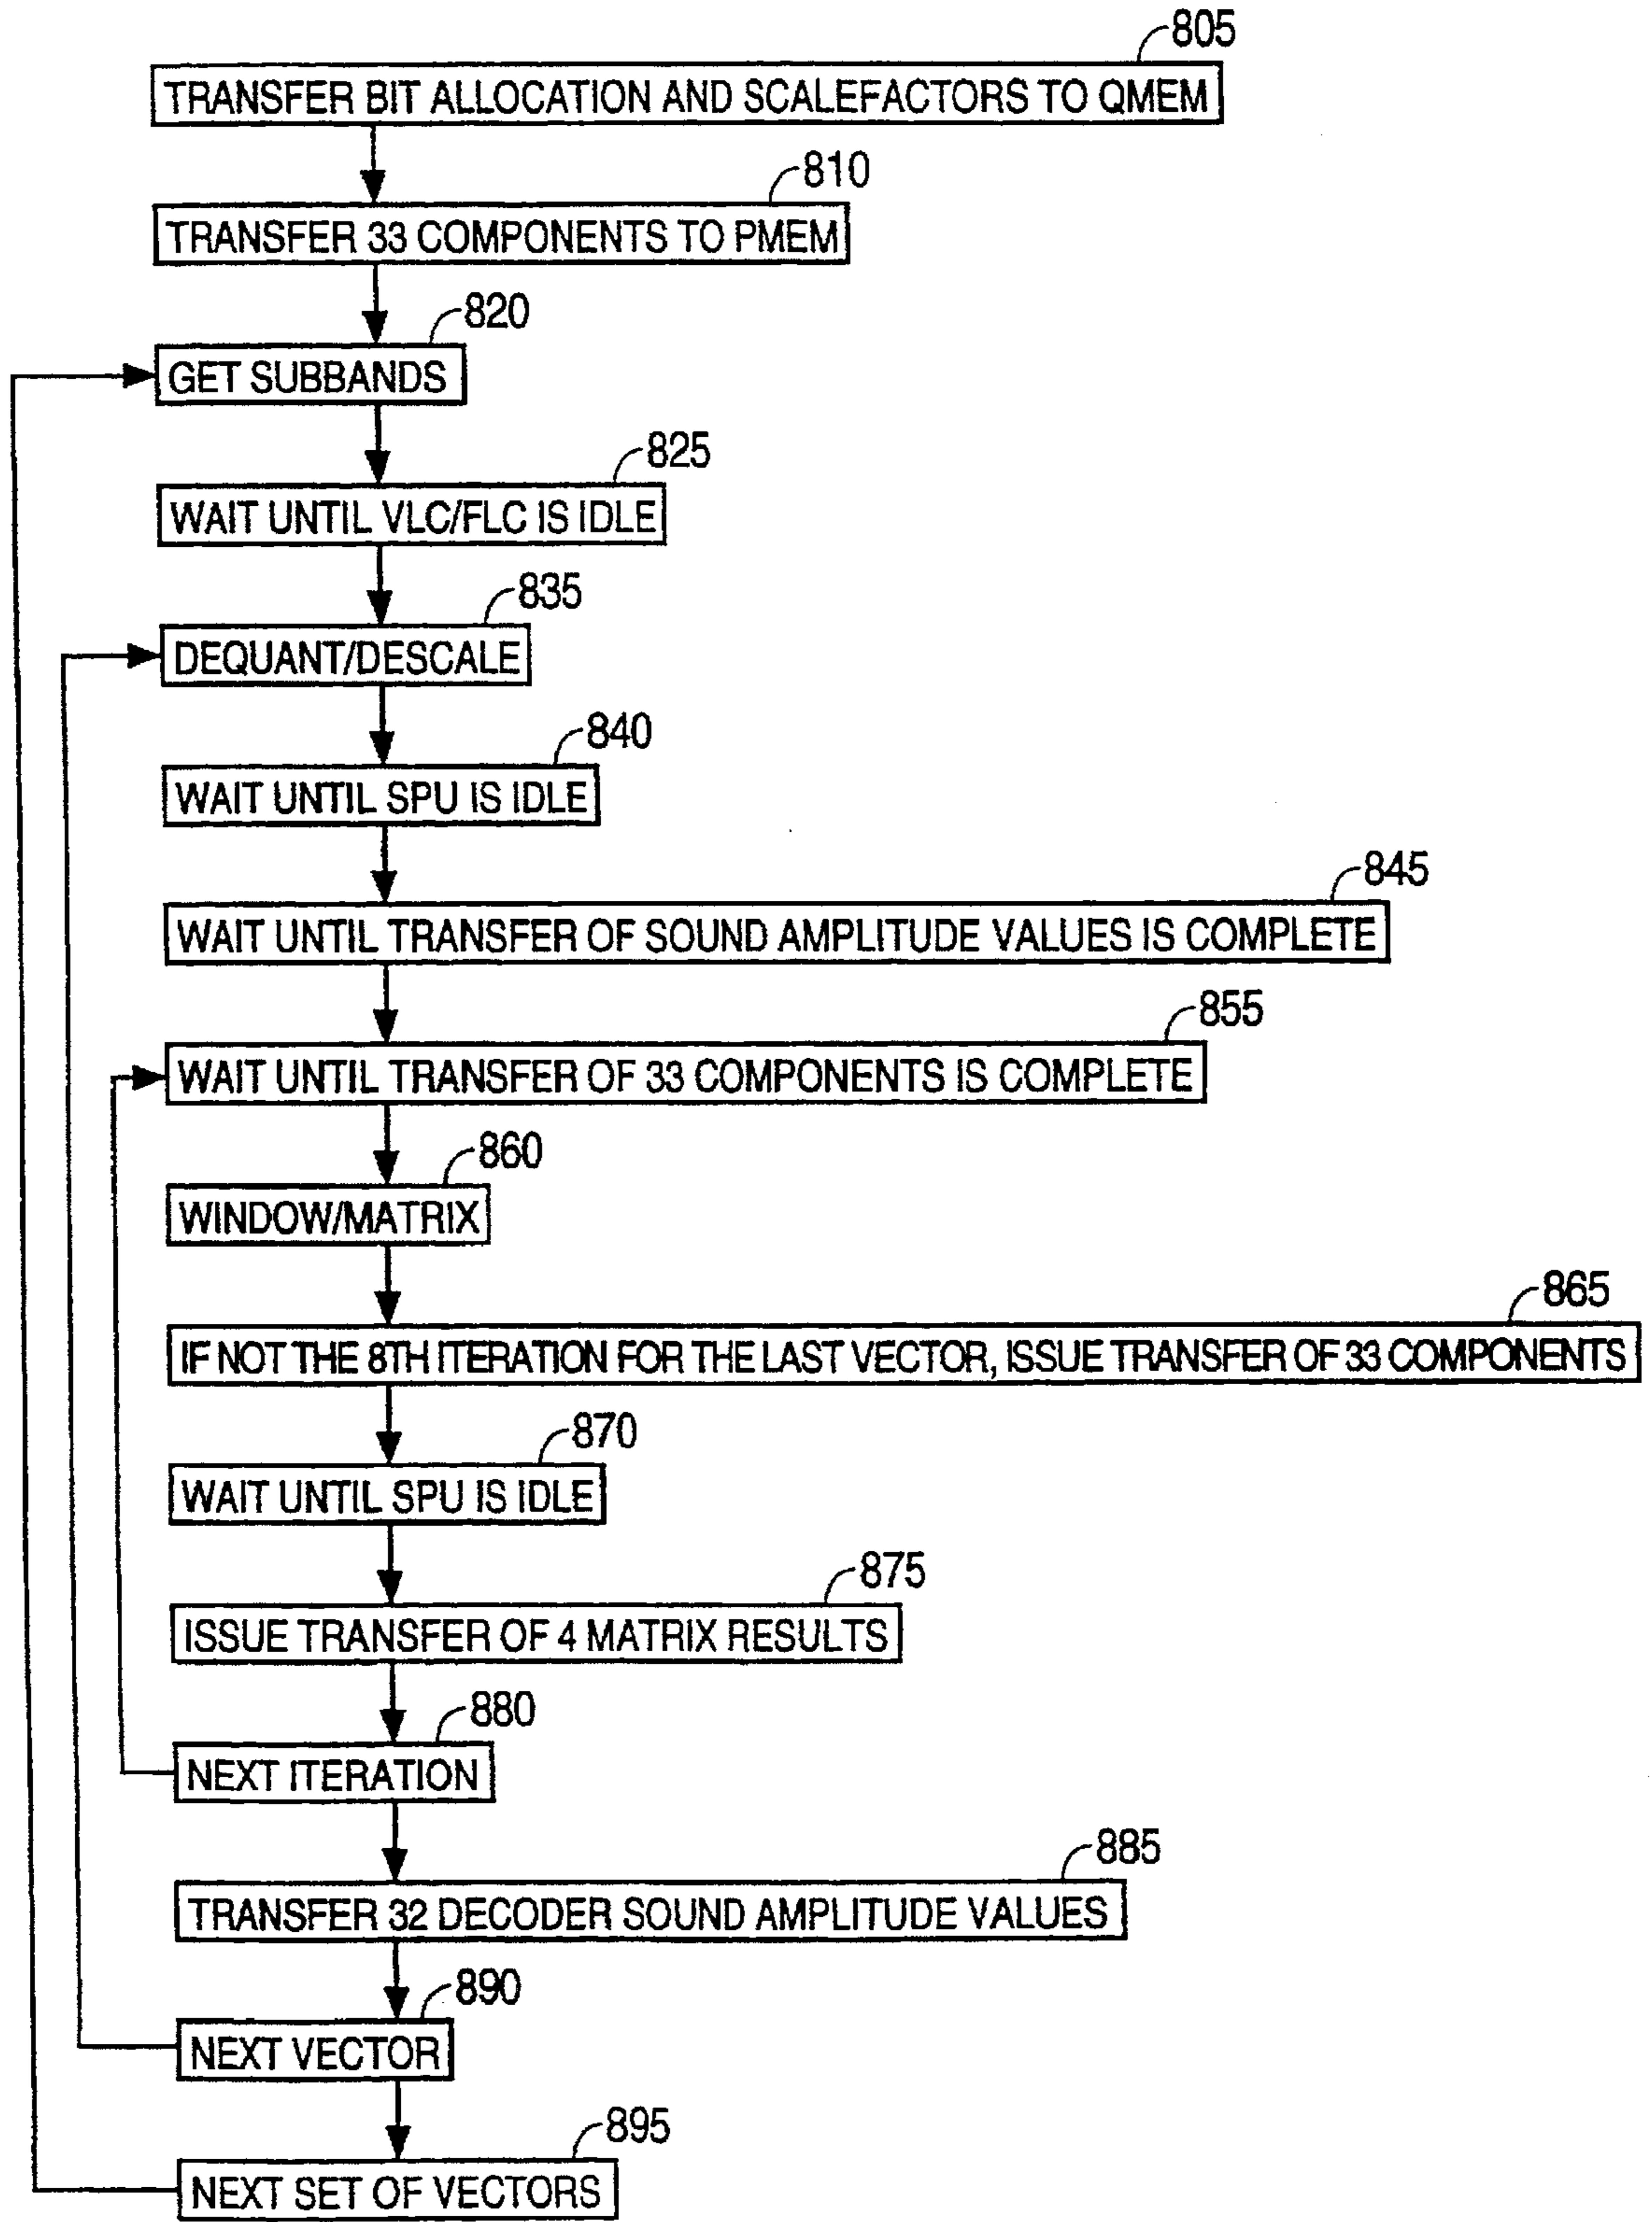 805
TRANSFER BIT ALLOCATION AND SCALEFACTORS TO QMEM
810
TRANSFER 33 COMPONENTS TO PMEM
820
GET SUBBANDS
825
WAIT UNTIL VLC/FLC IS IDLE
835
DEQUANT/DESCALE
840
WAIT UNTIL SPU IS IDLE
845
WAIT UNTIL TRANSFER OF SOUND AMPLITUDE VALUES IS COMPLETE
855
WAIT UNTIL TRANSFER OF 33 COMPONENTS IS COMPLETE
860
WINDOW/MATRIX
865
IF NOT THE 8TH ITERATION FOR THE LAST VECTOR, ISSUE TRANSFER OF 33 COMPONENTS
870
WAIT UNTIL SPU IS IDLE
875
ISSUE TRANSFER OF 4 MATRIX RESULTS
880
NEXT ITERATION
885
TRANSFER 32 DECODER SOUND AMPLITUDE VALUES
890
NEXT VECTOR
895
NEXT SET OF VECTORS